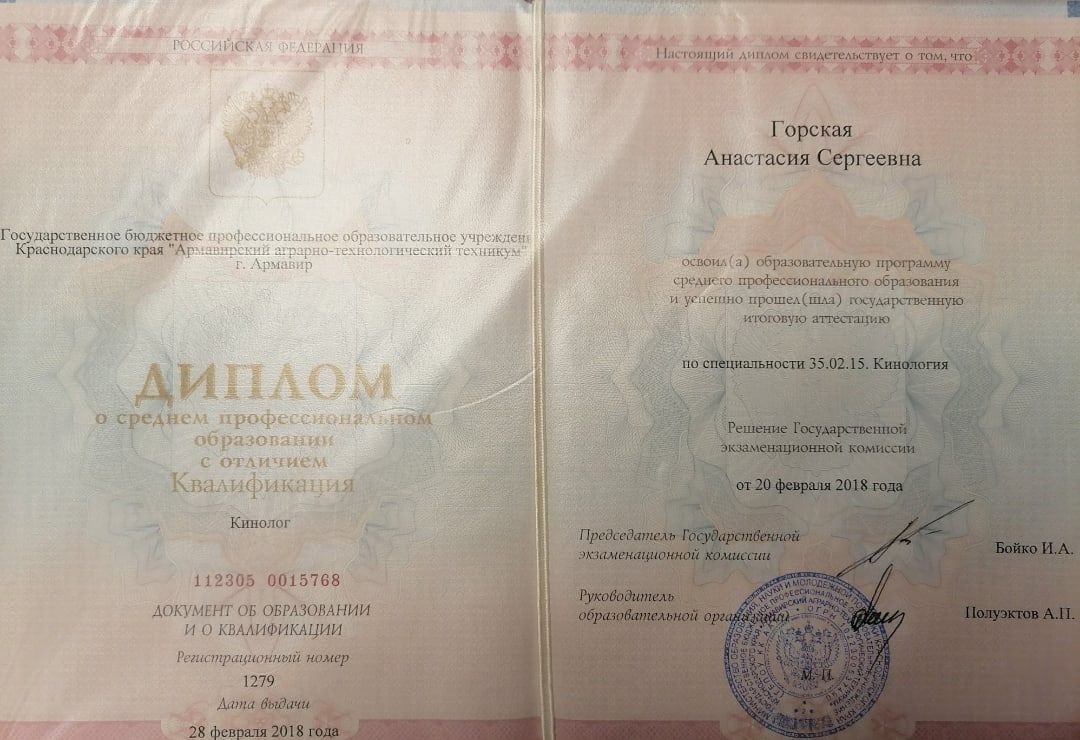 РОССИЙСКАЯ ФЕДЕРАЦИЯ
Государственное бюджетное профессиональное образовательное учрежден
Краснодарского края "Армавирский аграрно-технологический техникум"
г. Армавир
ДИПЛОМ
о среднем профессиональном
образовании
с отличием
Квалификация
Кинолог
112305 0015768
ДОКУМЕНТ ОБ ОБРАЗОВАНИИ
И О КВАЛИФИКАЦИИ
Регистрационный номер
1279
Дата выдачи
28 февраля 2018 года
Настоящий диплом свидетельствует о том, что
Горская
Анастасия Сергеевна
освоил(а) образовательную программу
среднего профессионального образования
и успешно прошел(шла) государственную
итоговую аттестацию
по специальности 35.02.15. Кинология
Решение Государственной
экзаменационной комиссии
от 20 февраля 2018 года
Председатель Государственной
экзаменационной комиссии
Бойко И.А.
Руководитель
образовательной организации
Полуэктов А.П.
М. П.